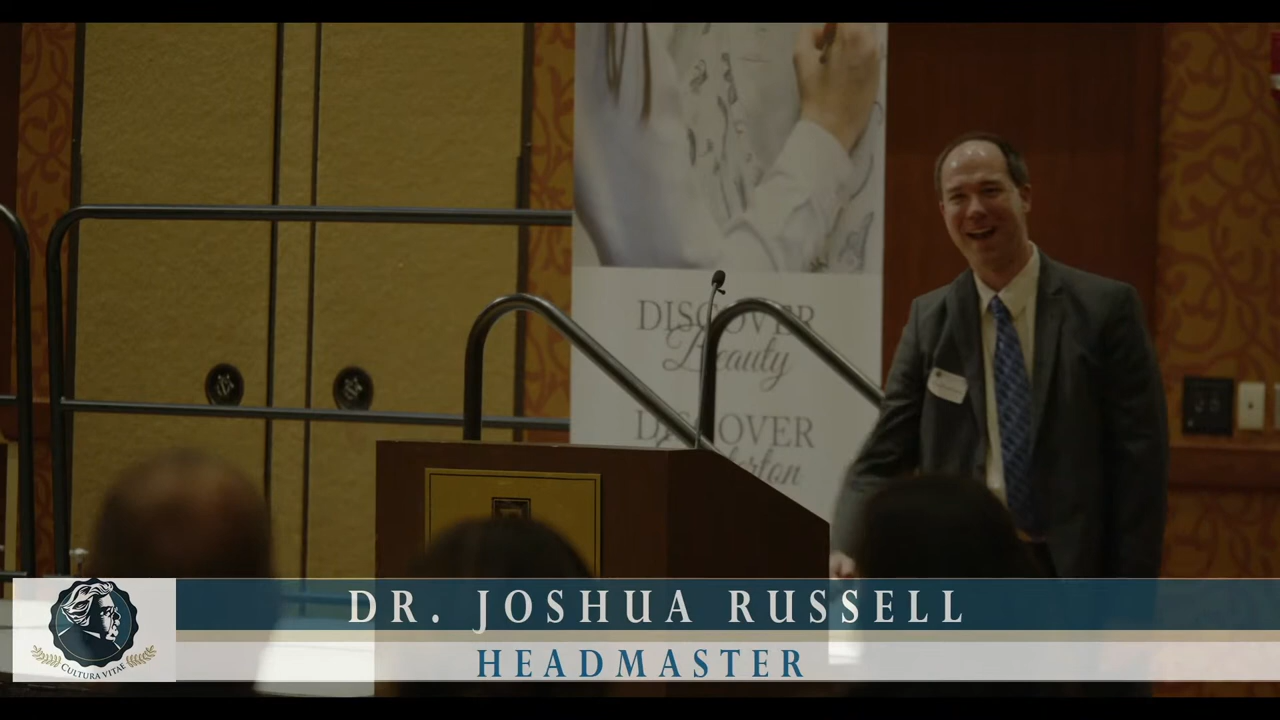 DISCOVER
Beauty
DISCOVER
DR. JOSHUA RUSSELL
HEADMASTER
CULTURA VITAE